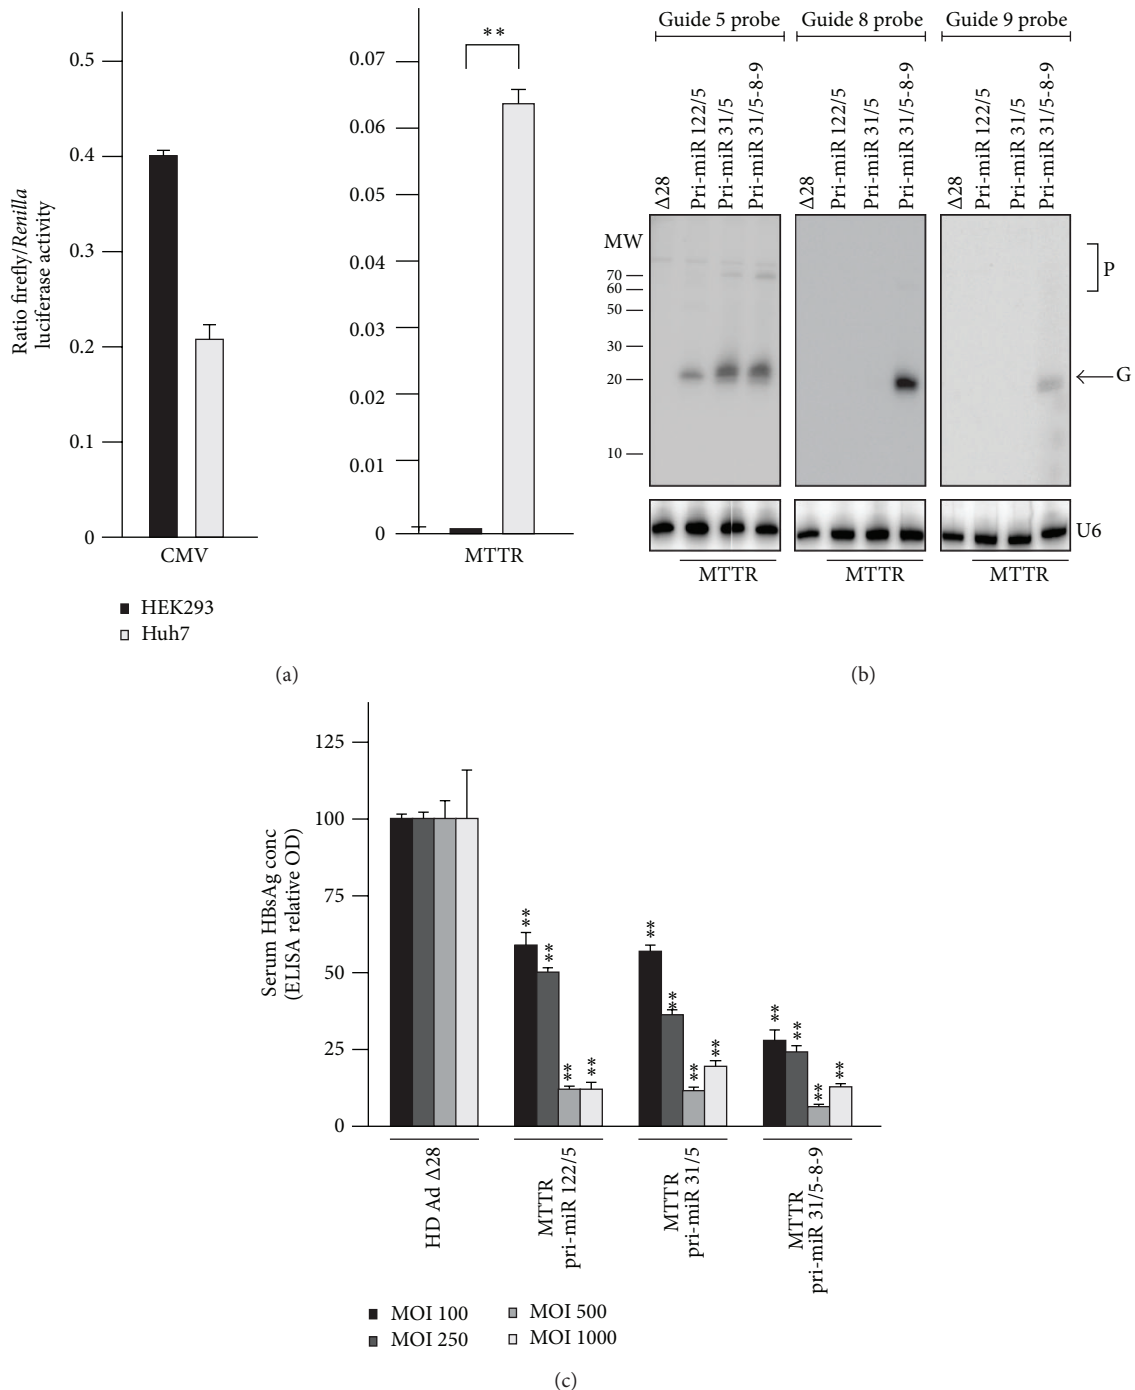 Ratio firefly/Renilla
luciferase activity
0.5
0.4
0.3
0.2
0.1
0
CMV
**
0.07
0.06
0.05
0.04
0.03
0.02
0.01
0
MTTR
HEK293
Huh7
(a)
Guide 5 probe
Guide 8 probe
Guide 9 probe
Δ28
Pri-miR 122/5
Pri-miR 31/5
Pri-miR 31/5-8-9
Δ28
Pri-miR 122/5
Pri-miR 31/5
Pri-miR 31/5-8-9
Δ28
Pri-miR 122/5
Pri-miR 31/5
Pri-miR 31/5-8-9
MW
70
60
50
30
20
10
P
G
U6
MTTR
MTTR
MTTR
(b)
Serum HBsAg conc
(ELISA relative OD)
125
100
75
50
25
0
**
**
**
**
**
**
**
**
**
**
**
**
HD Ad Δ28
MTTR
pri-miR 122/5
MTTR
pri-miR 31/5
MTTR
pri-miR 31/5-8-9
MOI 100
MOI 250
MOI 500
MOI 1000
(c)